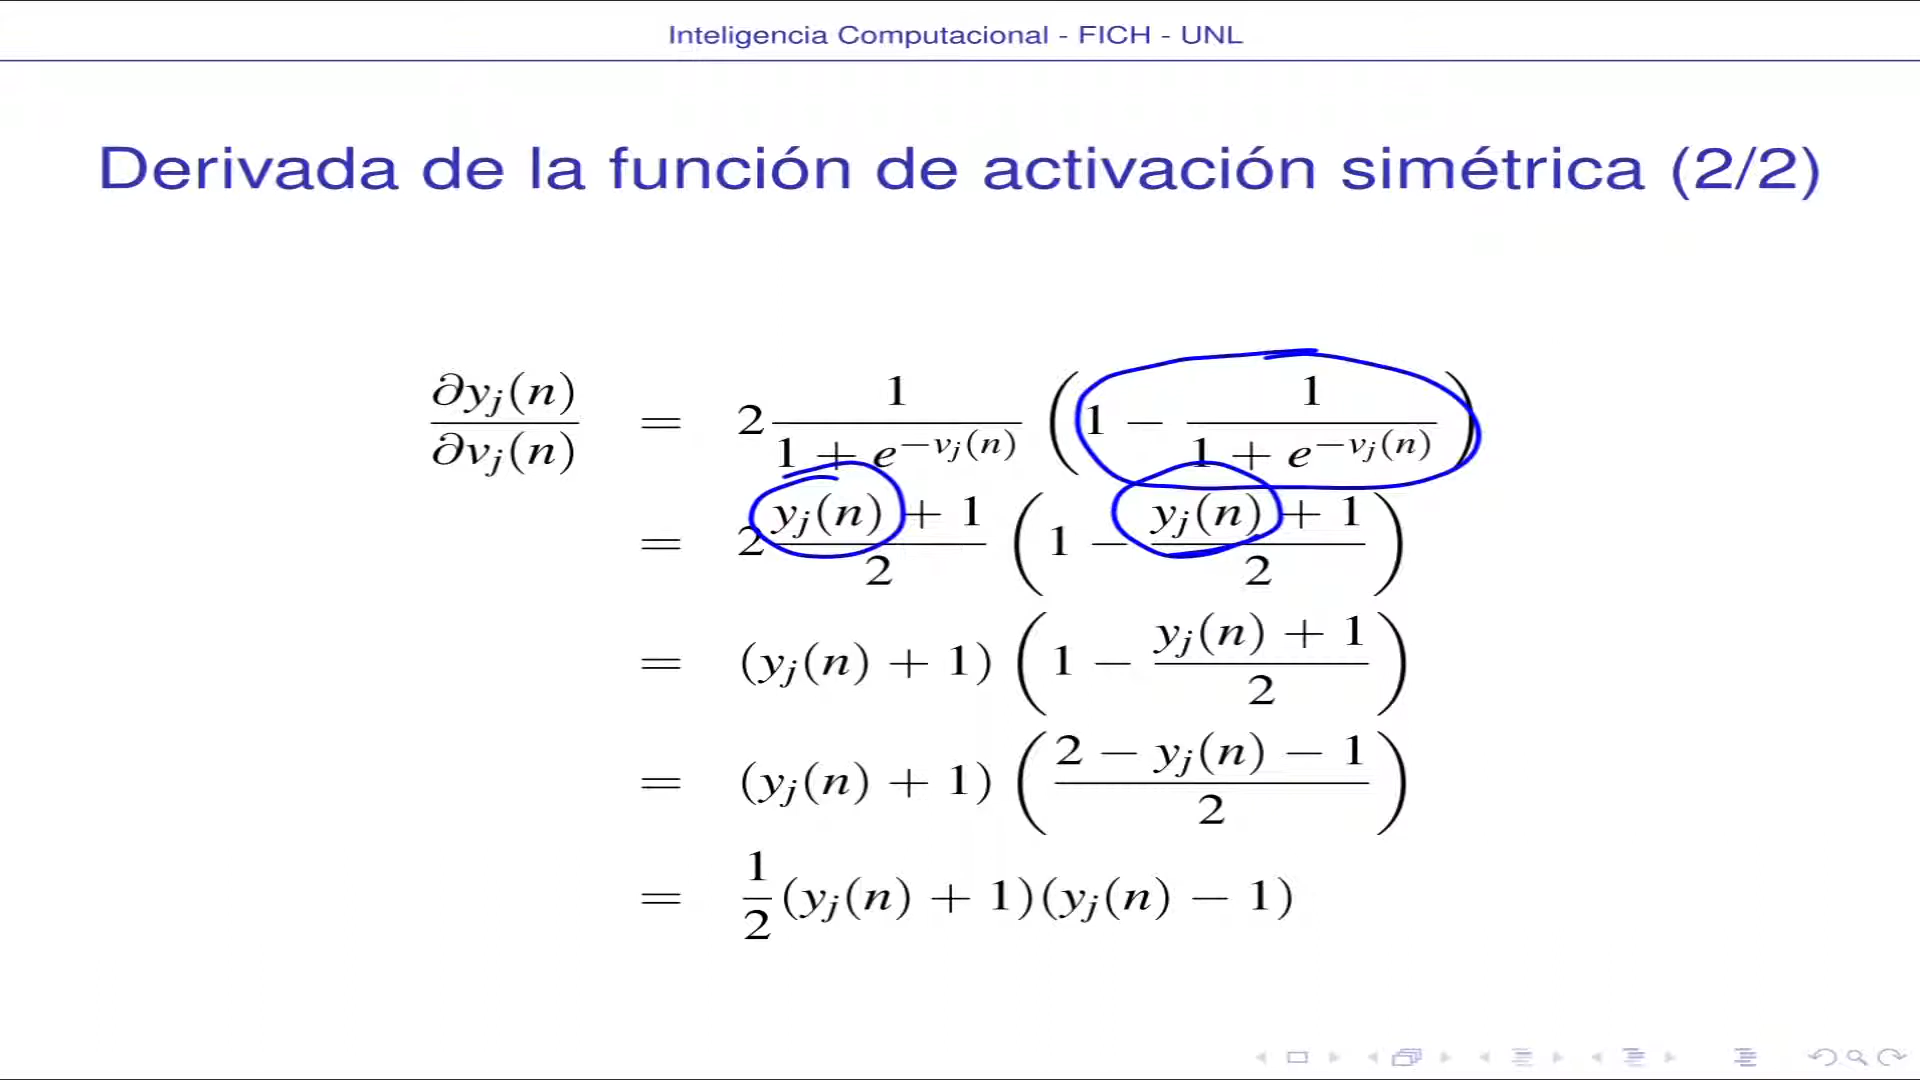 Inteligencia Computacional - FICH - UNL
Derivada de la función de activación simétrica (2/2)
∂yⱼ(n)/∂vⱼ(n) = 2 1/(1 + e^(−vⱼ(n))) (1 − 1/(1 + e^(−vⱼ(n))))
= 2 (yⱼ(n) + 1)/2 (1 − (yⱼ(n) + 1)/2)
= (yⱼ(n) + 1) (1 − (yⱼ(n) + 1)/2)
= (yⱼ(n) + 1) ((2 − yⱼ(n) − 1)/2)
= 1/2 (yⱼ(n) + 1)(yⱼ(n) − 1)